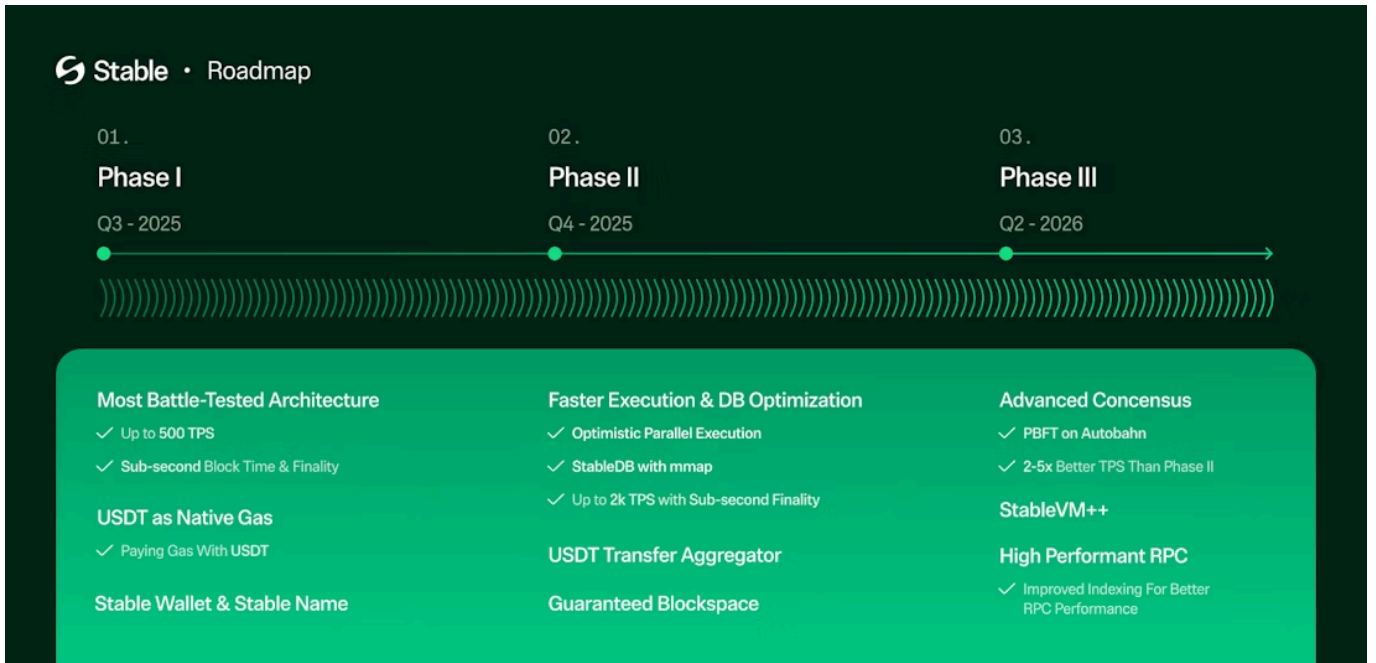 Stable • Roadmap
01.
Phase I
Q3 - 2025
02.
Phase II
Q4 - 2025
03.
Phase III
Q2 - 2026
Most Battle-Tested Architecture
Up to 500 TPS
Sub-second Block Time & Finality
USDT as Native Gas
Paying Gas With USDT
Stable Wallet & Stable Name
Faster Execution & DB Optimization
Optimistic Parallel Execution
StableDB with mmap
Up to 2k TPS with Sub-second Finality
USDT Transfer Aggregator
Guaranteed Blockspace
Advanced Concensus
PBFT on Autobahn
2-5x Better TPS Than Phase II
StableVM++
High Performant RPC
Improved Indexing For Better
RPC Performance